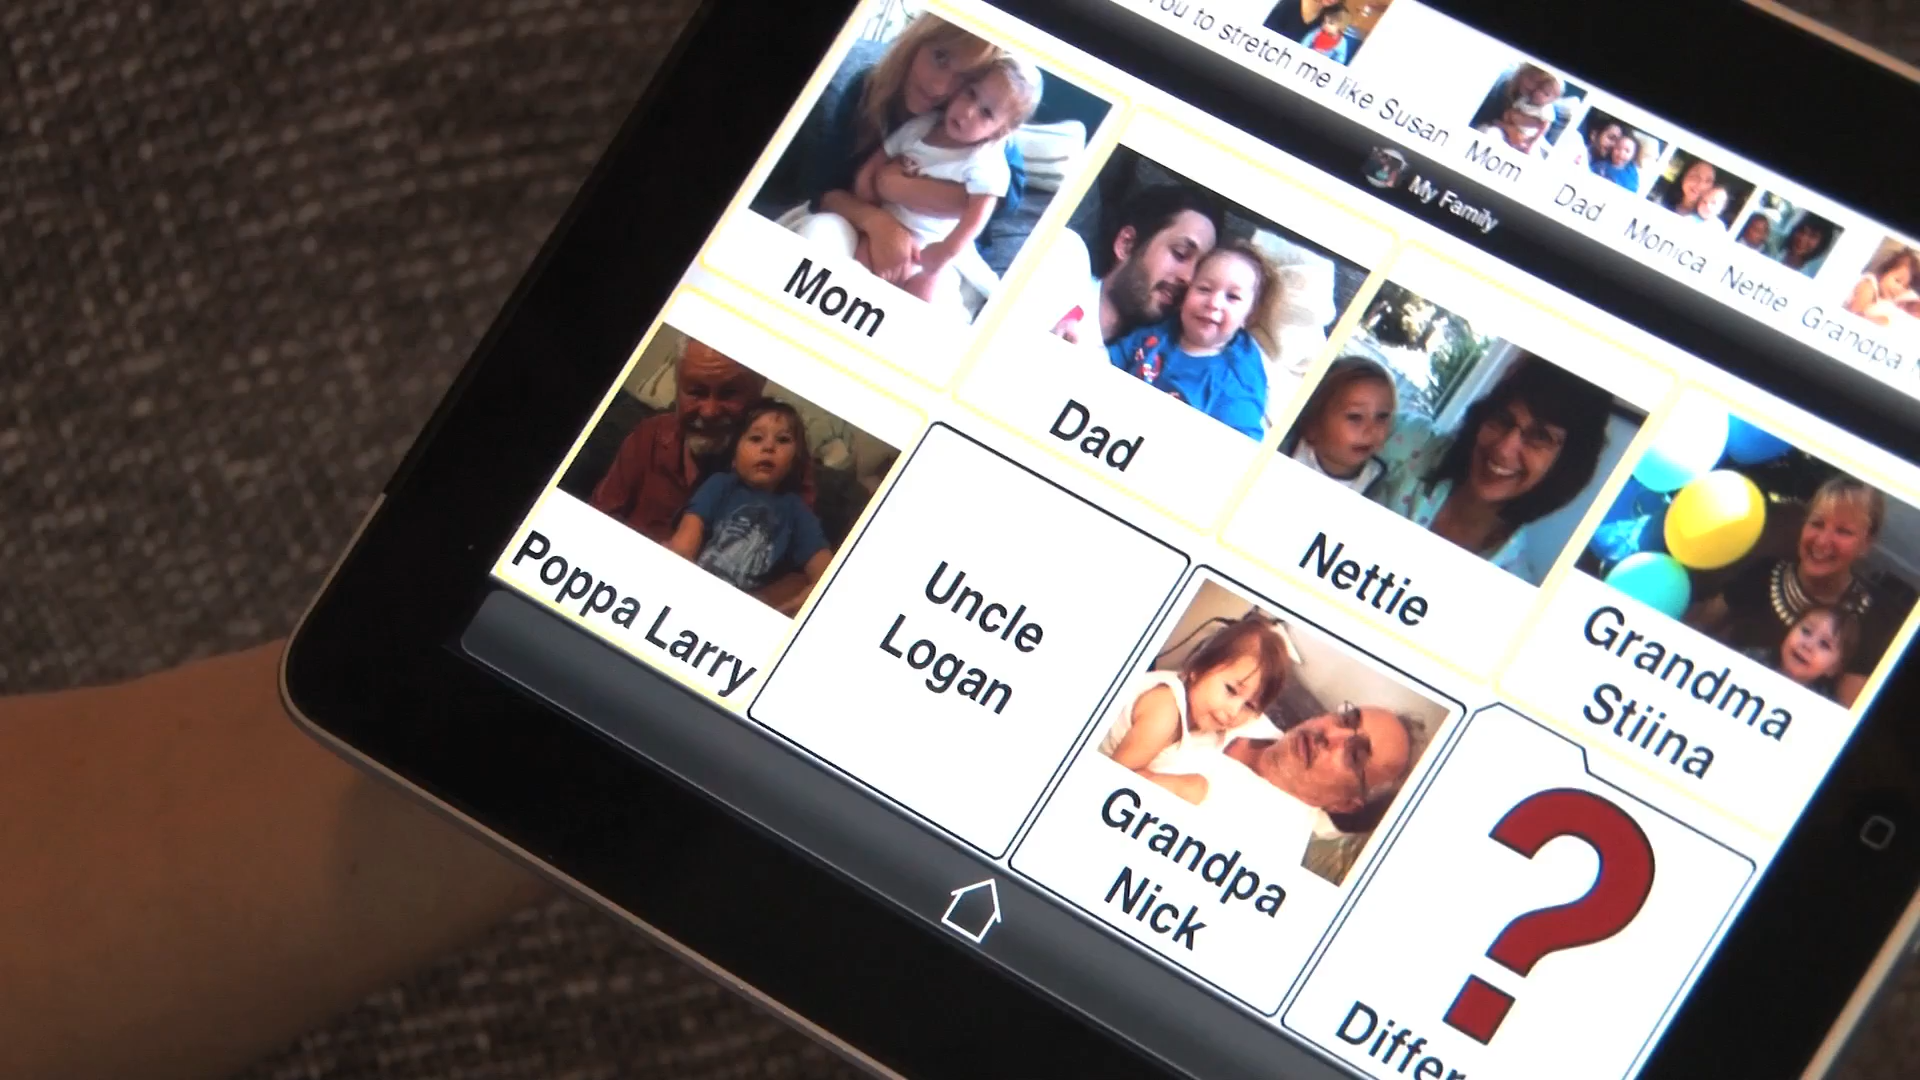 You to stretch me like Susan Mom Dad Monica Nettie Grandpa
My Family
Mom
Dad
Nettie
Grandma
Stiina
Poppa Larry
Uncle
Logan
Grandpa
Nick
?
Differ